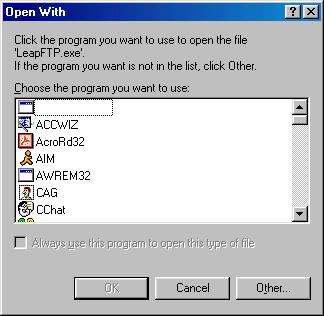 Open With
Click the program you want to use to open the file
'LeapFTP.exe'.
If the program you want is not in the list, click Other.
Choose the program you want to use:
ACCWIZ
AcroRd32
AIM
AWREM32
CAG
CChat
Always use this program to open this type of file
OK
Cancel
Other...